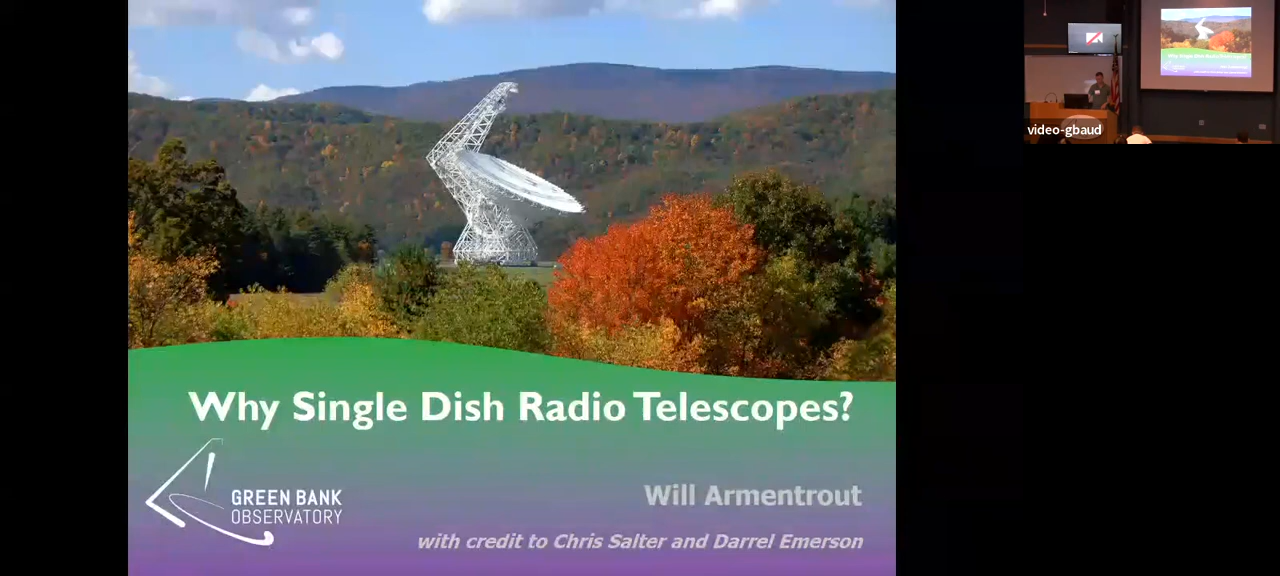 Why Single Dish Radio Telescopes?
GREEN BANK
OBSERVATORY
Will Armentrout
with credit to Chris Salter and Darrel Emerson
video-gbaud